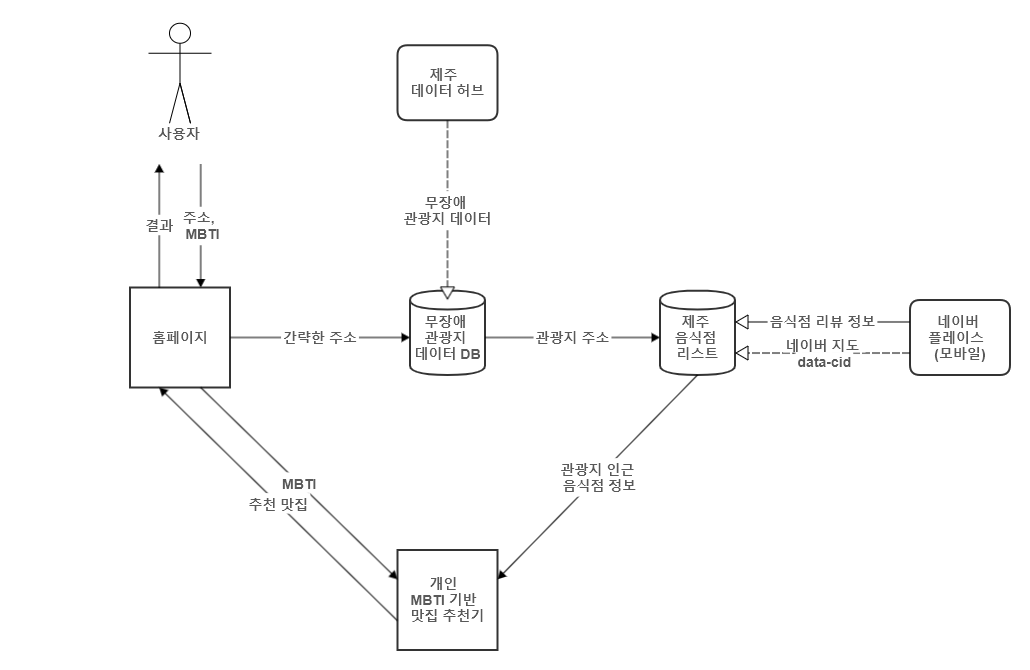 사용자
제주
데이터 허브
무장애
관광지 데이터
결과
주소,
MBTI
홈페이지
간략한 주소
무장애
관광지
데이터 DB
관광지 주소
제주
음식점
리스트
음식점 리뷰 정보
네이버 지도
data-cid
네이버
플레이스
(모바일)
MBTI
추천 맛집
관광지 인근
음식점 정보
개인
MBTI 기반
맛집 추천기